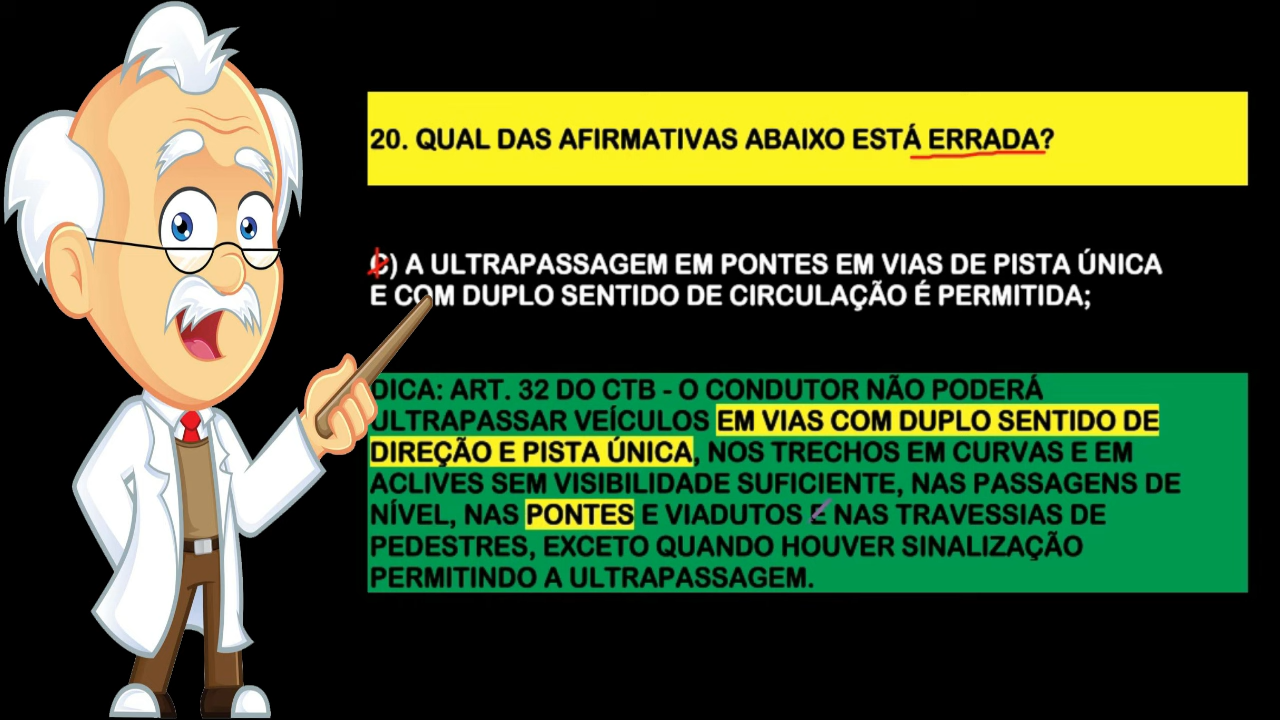 20. QUAL DAS AFIRMATIVAS ABAIXO ESTÁ ERRADA?
C) A ULTRAPASSAGEM EM PONTES EM VIAS DE PISTA ÚNICA
E COM DUPLO SENTIDO DE CIRCULAÇÃO É PERMITIDA;
DICA: ART. 32 DO CTB - O CONDUTOR NÃO PODERÁ
ULTRAPASSAR VEÍCULOS EM VIAS COM DUPLO SENTIDO DE
DIREÇÃO E PISTA ÚNICA, NOS TRECHOS EM CURVAS E EM
ACLIVES SEM VISIBILIDADE SUFICIENTE, NAS PASSAGENS DE
NÍVEL, NAS PONTES E VIADUTOS E NAS TRAVESSIAS DE
PEDESTRES, EXCETO QUANDO HOUVER SINALIZAÇÃO
PERMITINDO A ULTRAPASSAGEM.